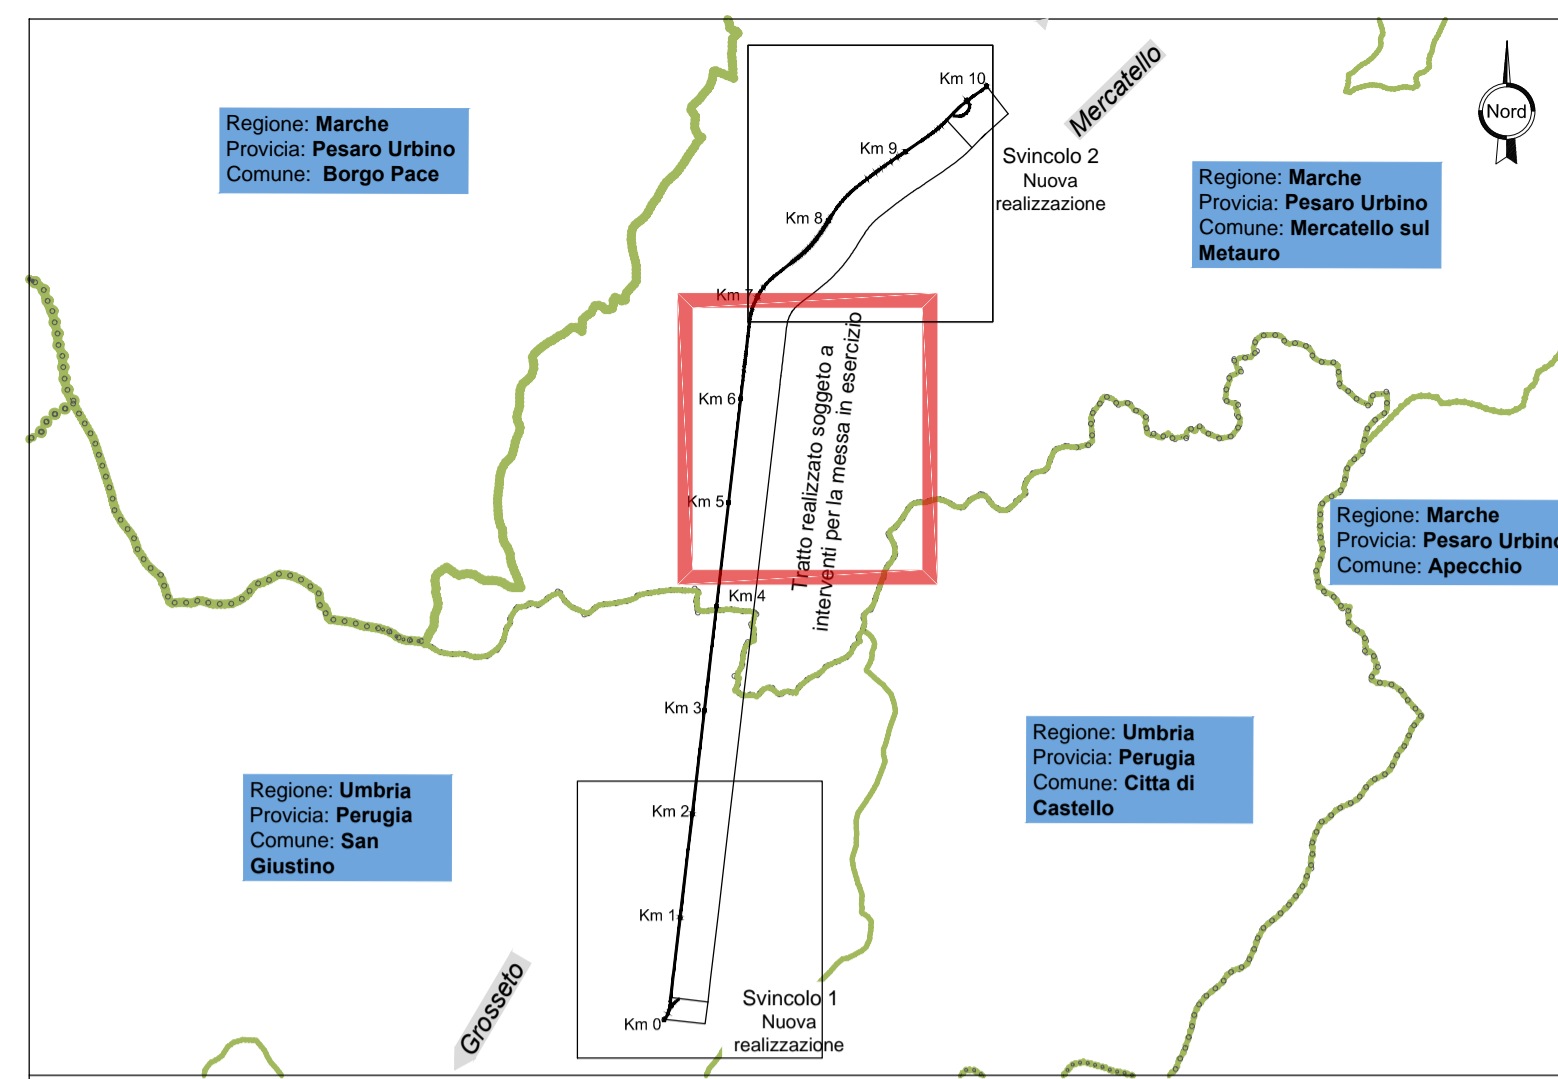 Km 10
Mercatello
Nord
Regione: Marche
Provicia: Pesaro Urbino
Comune: Borgo Pace
Km 9
Svincolo 2
Nuova
realizzazione
Regione: Marche
Provicia: Pesaro Urbino
Comune: Mercatello sul
Metauro
Km 8
Km 7
Tratto realizzato soggeto a
interventi per la messa in esercizio
Km 6
Km 5
Regione: Marche
Provicia: Pesaro Urbino
Comune: Apecchio
Km 4
Km 3
Regione: Umbria
Provicia: Perugia
Comune: Citta di
Castello
Regione: Umbria
Provicia: Perugia
Comune: San
Giustino
Km 2
Km 1
Grosseto
Svincolo 1
Nuova
realizzazione
Km 0